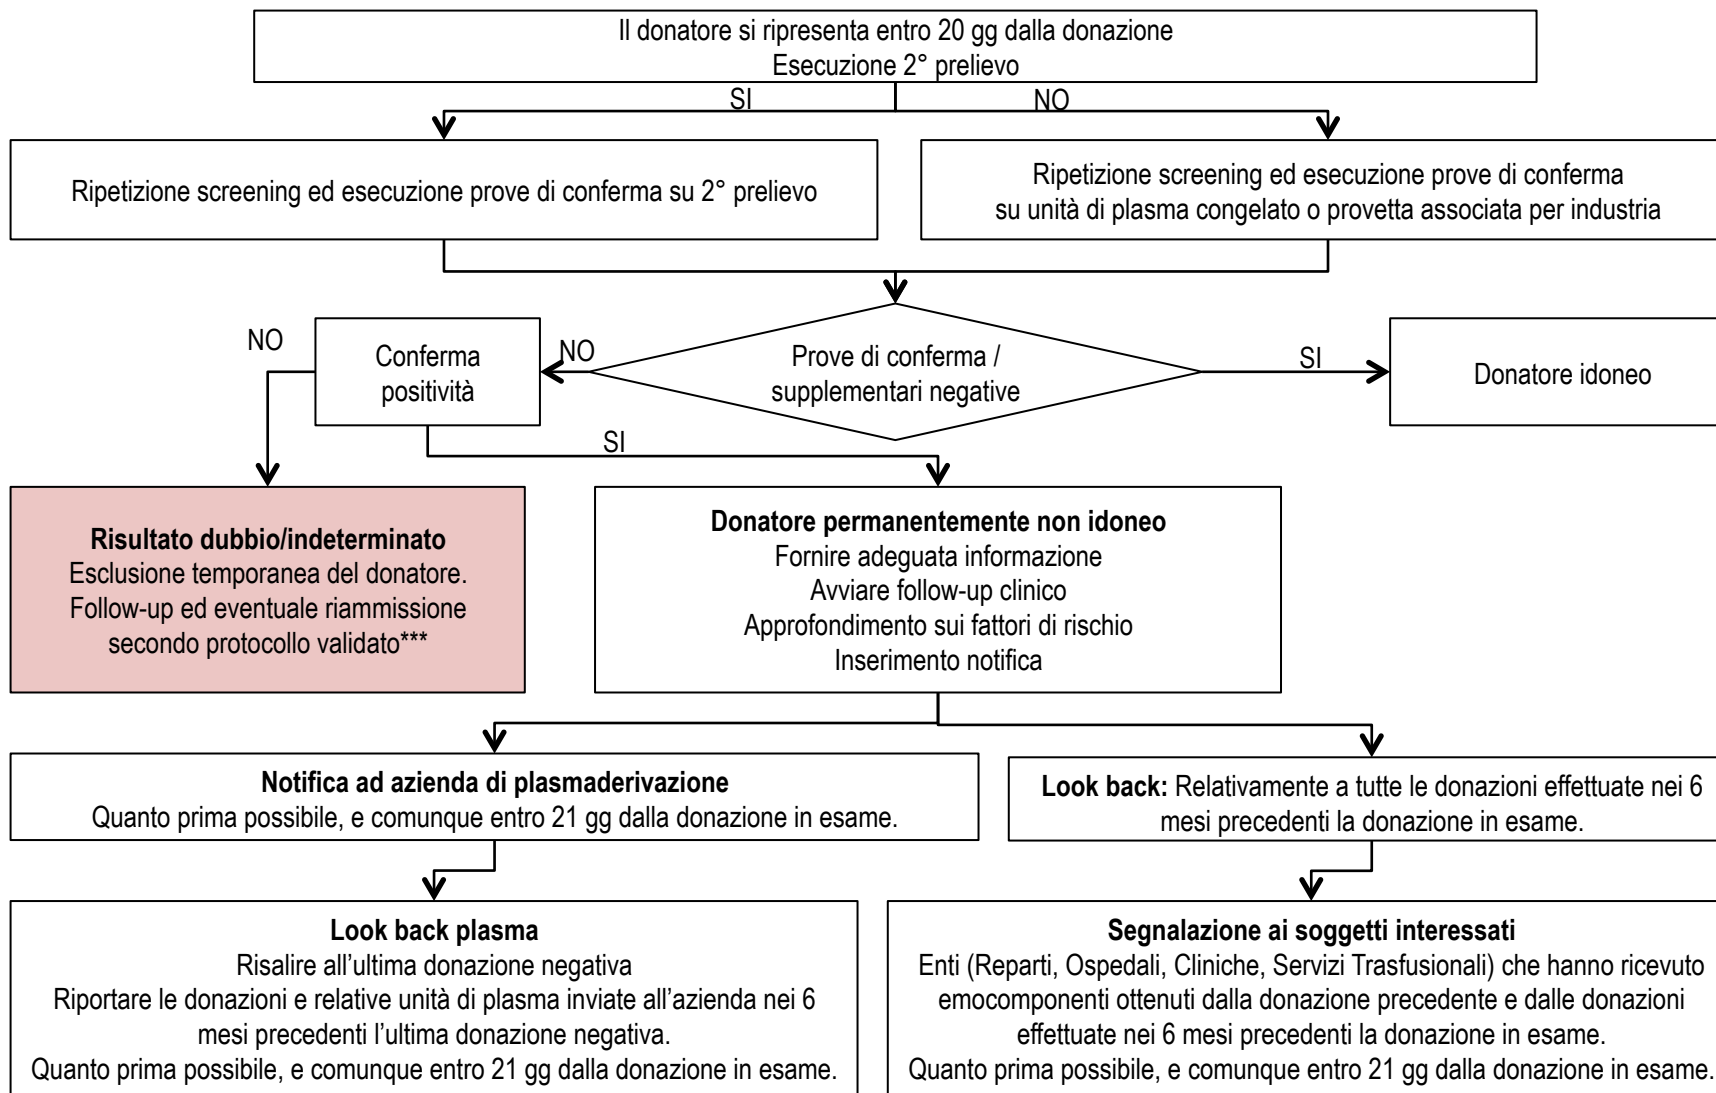 Il donatore si ripresenta entro 20 gg dalla donazione
Esecuzione 2° prelievo
SI
NO
Ripetizione screening ed esecuzione prove di conferma su 2° prelievo
Ripetizione screening ed esecuzione prove di conferma
su unità di plasma congelato o provetta associata per industria
NO
Conferma
positività
NO
Prove di conferma /
supplementari negative
SI
Donatore idoneo
SI
Risultato dubbio/indeterminato
Esclusione temporanea del donatore.
Follow-up ed eventuale riammissione
secondo protocollo validato***
Donatore permanentemente non idoneo
Fornire adeguata informazione
Avviare follow-up clinico
Approfondimento sui fattori di rischio
Inserimento notifica
Notifica ad azienda di plasmaderivazione
Quanto prima possibile, e comunque entro 21 gg dalla donazione in esame.
Look back: Relativamente a tutte le donazioni effettuate nei 6
mesi precedenti la donazione in esame.
Look back plasma
Risalire all’ultima donazione negativa
Riportare le donazioni e relative unità di plasma inviate all’azienda nei 6
mesi precedenti l’ultima donazione negativa.
Quanto prima possibile, e comunque entro 21 gg dalla donazione in esame.
Segnalazione ai soggetti interessati
Enti (Reparti, Ospedali, Cliniche, Servizi Trasfusionali) che hanno ricevuto
emocomponenti ottenuti dalla donazione precedente e dalle donazioni
effettuate nei 6 mesi precedenti la donazione in esame.
Quanto prima possibile, e comunque entro 21 gg dalla donazione in esame.